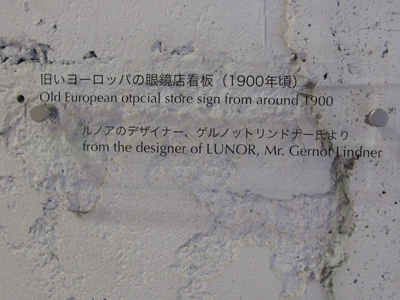 旧いヨーロッパの眼鏡店看板（1900年頃）
Old European otpcial store sign from around 1900
ルノアのデザイナー、ゲルノットリンドナー氏より
from the designer of LUNOR, Mr. Gernot Lindner